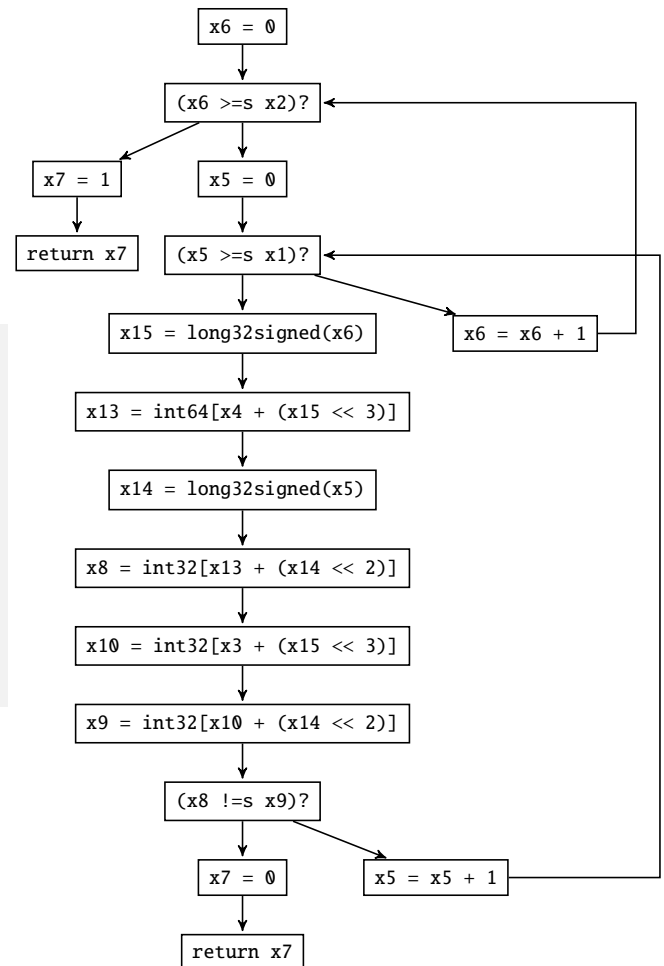 x6 = 0
(x6 >=s x2)?
x7 = 1
x5 = 0
return x7
(x5 >=s x1)?
x15 = long32signed(x6)
x6 = x6 + 1
x13 = int64[x4 + (x15 << 3)]
x14 = long32signed(x5)
x8 = int32[x13 + (x14 << 2)]
x10 = int32[x3 + (x15 << 3)]
x9 = int32[x10 + (x14 << 2)]
(x8 !=s x9)?
x7 = 0
x5 = x5 + 1
return x7